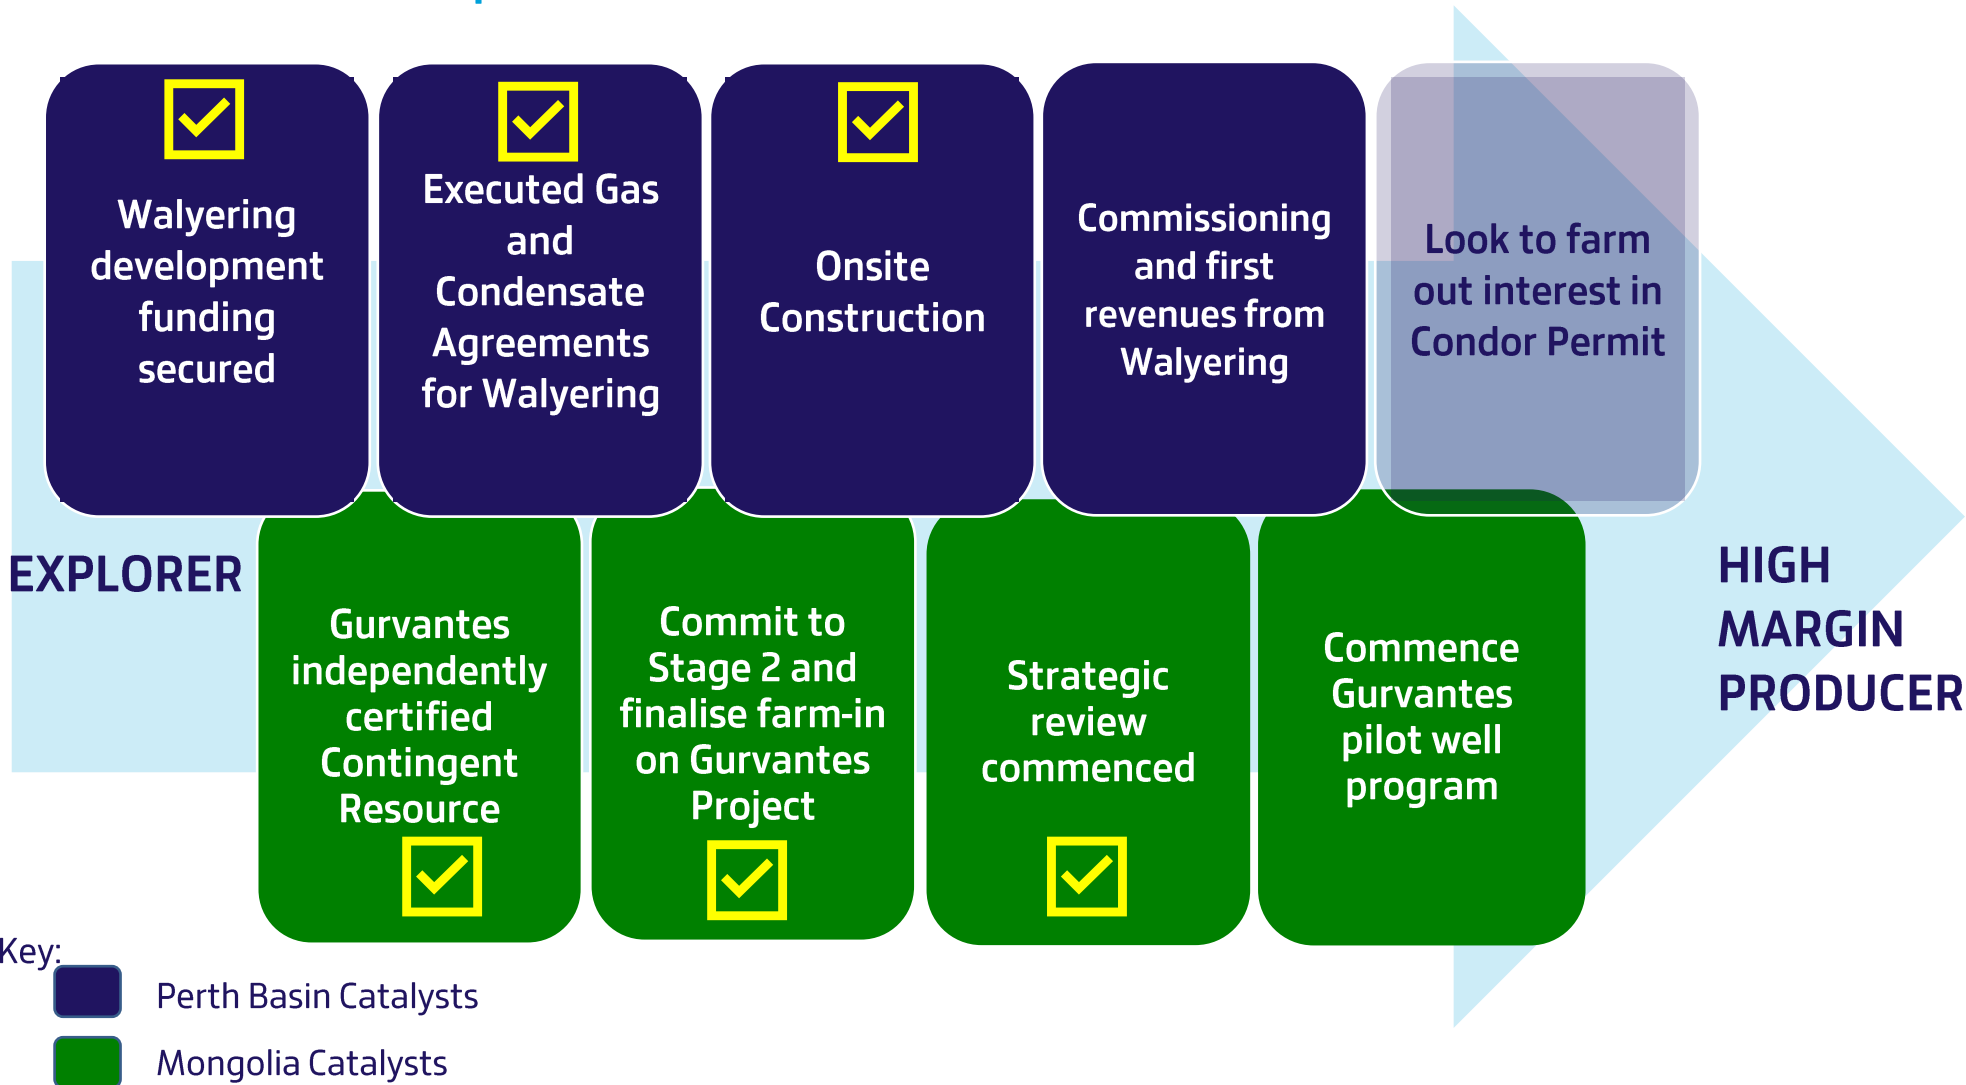 Walyering
development
funding
secured
Executed Gas
and
Condensate
Agreements
for Walyering
Onsite
Construction
Commissioning
and first
revenues from
Walyering
Look to farm
out interest in
Condor Permit
EXPLORER
Gurvantes
independently
certified
Contingent
Resource
Commit to
Stage 2 and
finalise farm-in
on Gurvantes
Project
Strategic
review
commenced
Commence
Gurvantes
pilot well
program
HIGH
MARGIN
PRODUCER
Key:
Perth Basin Catalysts
Mongolia Catalysts